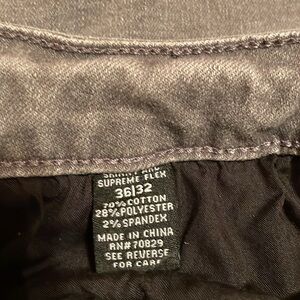 SUPREME FLEX
36/32
70% COTTON
28% POLYESTER
2% SPANDEX
MADE IN CHINA
RN# 70829
SEE REVERSE
FOR CARE